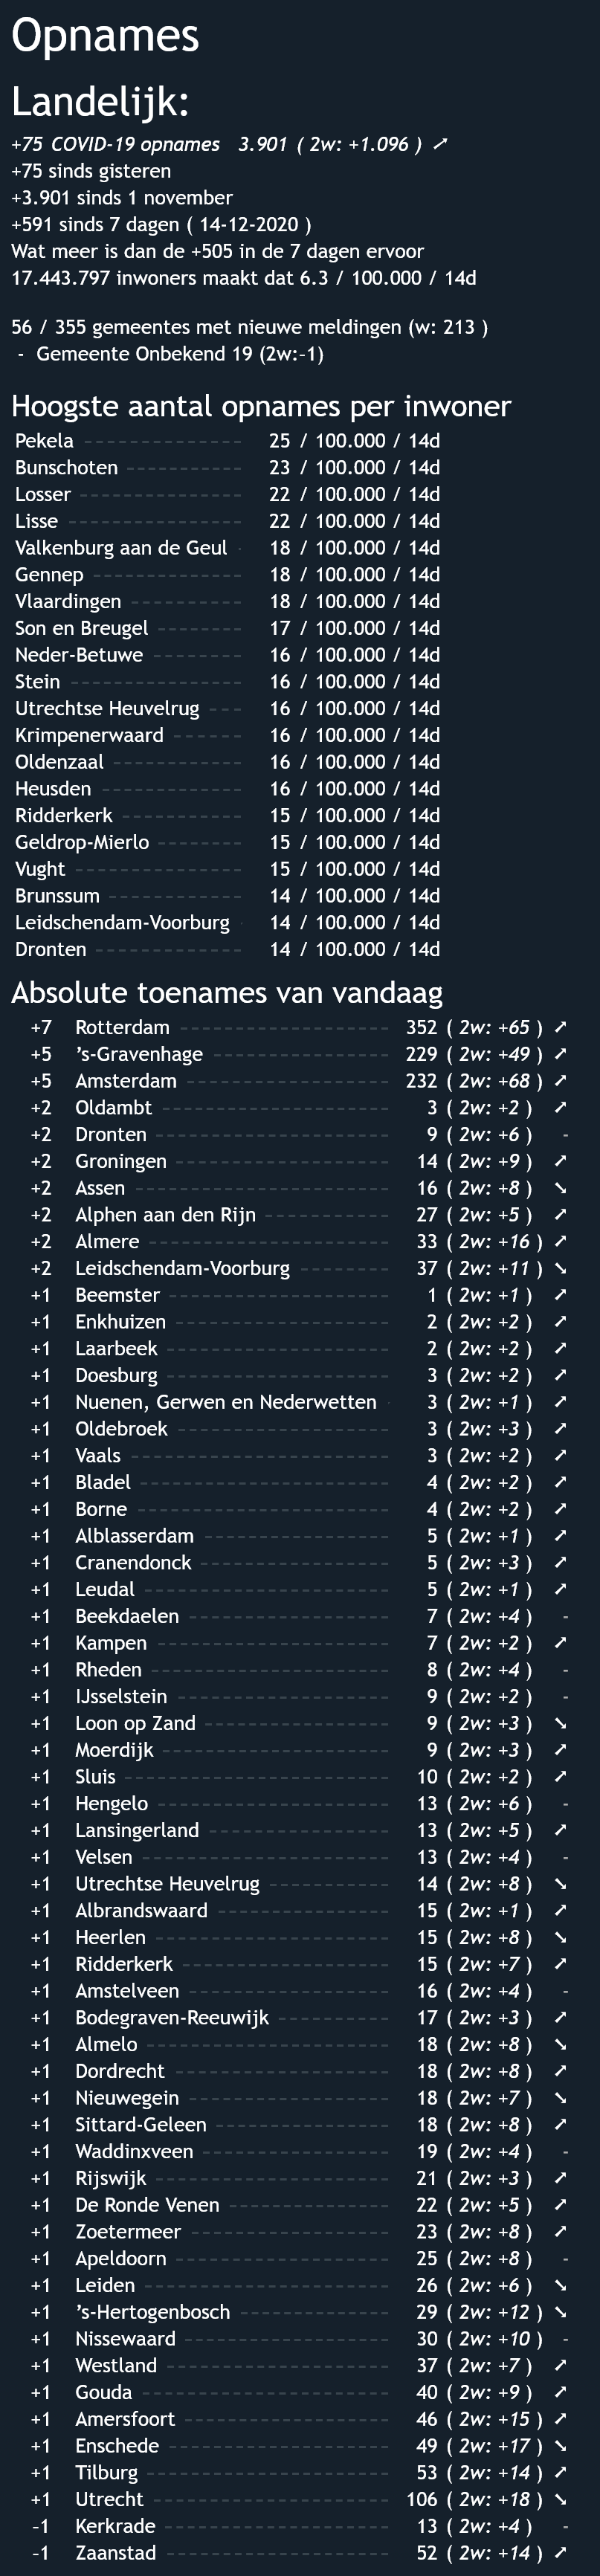 Opnames
Landelijk:
+75 COVID-19 opnames 3.901 ( 2w: +1.096 ) ➚
+75 sinds gisteren
+3.901 sinds 1 november
+591 sinds 7 dagen ( 14-12-2020 )
Wat meer is dan de +505 in de 7 dagen ervoor
17.443.797 inwoners maakt dat 6.3 / 100.000 / 14d
56 / 355 gemeentes met nieuwe meldingen (w: 213 )
- Gemeente Onbekend 19 (2w:-1)
Hoogste aantal opnames per inwoner
Pekela 25 / 100.000 / 14d
Bunschoten 23 / 100.000 / 14d
Losser 22 / 100.000 / 14d
Lisse 22 / 100.000 / 14d
Valkenburg aan de Geul 18 / 100.000 / 14d
Gennep 18 / 100.000 / 14d
Vlaardingen 18 / 100.000 / 14d
Son en Breugel 17 / 100.000 / 14d
Neder-Betuwe 16 / 100.000 / 14d
Stein 16 / 100.000 / 14d
Utrechtse Heuvelrug 16 / 100.000 / 14d
Krimpenerwaard 16 / 100.000 / 14d
Oldenzaal 16 / 100.000 / 14d
Heusden 16 / 100.000 / 14d
Ridderkerk 15 / 100.000 / 14d
Geldrop-Mierlo 15 / 100.000 / 14d
Vught 15 / 100.000 / 14d
Brunssum 14 / 100.000 / 14d
Leidschendam-Voorburg 14 / 100.000 / 14d
Dronten 14 / 100.000 / 14d
Absolute toenames van vandaag
+7 Rotterdam 352 ( 2w: +65 ) ➚
+5 's-Gravenhage 229 ( 2w: +49 ) ➚
+5 Amsterdam 232 ( 2w: +68 ) ➚
+2 Oldambt 3 ( 2w: +2 ) ➚
+2 Dronten 9 ( 2w: +6 ) -
+2 Groningen 14 ( 2w: +9 ) ➚
+2 Assen 16 ( 2w: +8 ) ➘
+2 Alphen aan den Rijn 27 ( 2w: +5 ) ➚
+2 Almere 33 ( 2w: +16 ) ➚
+2 Leidschendam-Voorburg 37 ( 2w: +11 ) ➘
+1 Beemster 1 ( 2w: +1 ) ➚
+1 Enkhuizen 2 ( 2w: +2 ) ➚
+1 Laarbeek 2 ( 2w: +2 ) ➚
+1 Doesburg 3 ( 2w: +2 ) ➚
+1 Nuenen, Gerwen en Nederwetten 3 ( 2w: +1 ) ➚
+1 Oldebroek 3 ( 2w: +3 ) ➚
+1 Vaals 3 ( 2w: +2 ) ➚
+1 Bladel 4 ( 2w: +2 ) ➚
+1 Borne 4 ( 2w: +2 ) ➚
+1 Alblasserdam 5 ( 2w: +1 ) ➚
+1 Cranendonck 5 ( 2w: +3 ) ➚
+1 Leudal 5 ( 2w: +1 ) ➚
+1 Beekdaelen 7 ( 2w: +4 ) -
+1 Kampen 7 ( 2w: +2 ) ➚
+1 Rheden 8 ( 2w: +4 ) -
+1 IJsselstein 9 ( 2w: +2 ) -
+1 Loon op Zand 9 ( 2w: +3 ) ➘
+1 Moerdijk 9 ( 2w: +3 ) ➚
+1 Sluis 10 ( 2w: +2 ) ➚
+1 Hengelo 13 ( 2w: +6 ) -
+1 Lansingerland 13 ( 2w: +5 ) ➚
+1 Velsen 13 ( 2w: +4 ) -
+1 Utrechtse Heuvelrug 14 ( 2w: +8 ) ➘
+1 Albrandswaard 15 ( 2w: +1 ) ➚
+1 Heerlen 15 ( 2w: +8 ) ➘
+1 Ridderkerk 15 ( 2w: +7 ) ➚
+1 Amstelveen 16 ( 2w: +4 ) -
+1 Bodegraven-Reeuwijk 17 ( 2w: +3 ) ➚
+1 Almelo 18 ( 2w: +8 ) ➘
+1 Dordrecht 18 ( 2w: +8 ) ➚
+1 Nieuwegein 18 ( 2w: +7 ) ➘
+1 Sittard-Geleen 18 ( 2w: +8 ) ➚
+1 Waddinxveen 19 ( 2w: +4 ) -
+1 Rijswijk 21 ( 2w: +3 ) ➚
+1 De Ronde Venen 22 ( 2w: +5 ) ➚
+1 Zoetermeer 23 ( 2w: +8 ) ➚
+1 Apeldoorn 25 ( 2w: +8 ) -
+1 Leiden 26 ( 2w: +6 ) ➘
+1 's-Hertogenbosch 29 ( 2w: +12 ) ➘
+1 Nissewaard 30 ( 2w: +10 ) -
+1 Westland 37 ( 2w: +7 ) ➚
+1 Gouda 40 ( 2w: +9 ) ➚
+1 Amersfoort 46 ( 2w: +15 ) ➚
+1 Enschede 49 ( 2w: +17 ) ➘
+1 Tilburg 53 ( 2w: +14 ) ➚
+1 Utrecht 106 ( 2w: +18 ) ➘
-1 Kerkrade 13 ( 2w: +4 ) -
-1 Zaanstad 52 ( 2w: +14 ) ➚